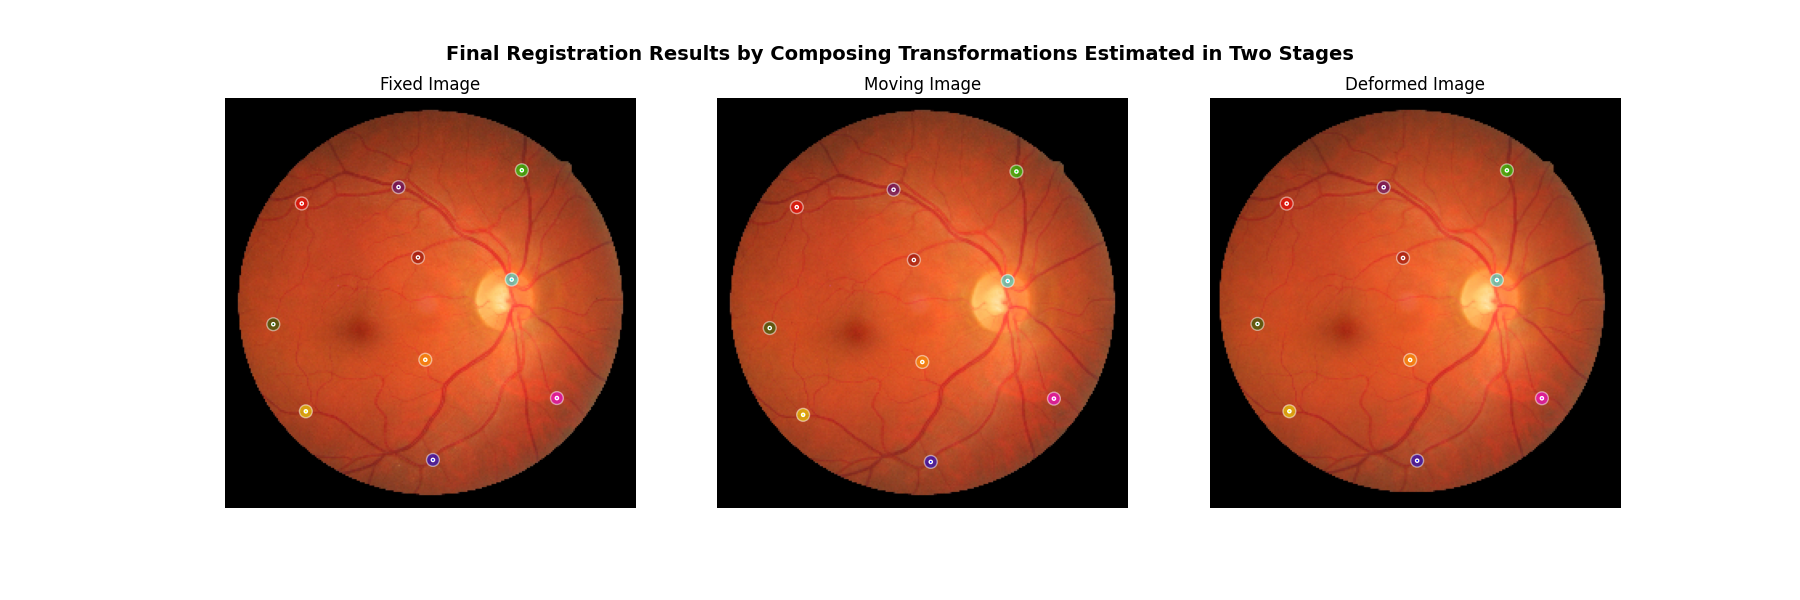 Final Registration Results by Composing Transformations Estimated in Two Stages
Fixed Image
Moving Image
Deformed Image